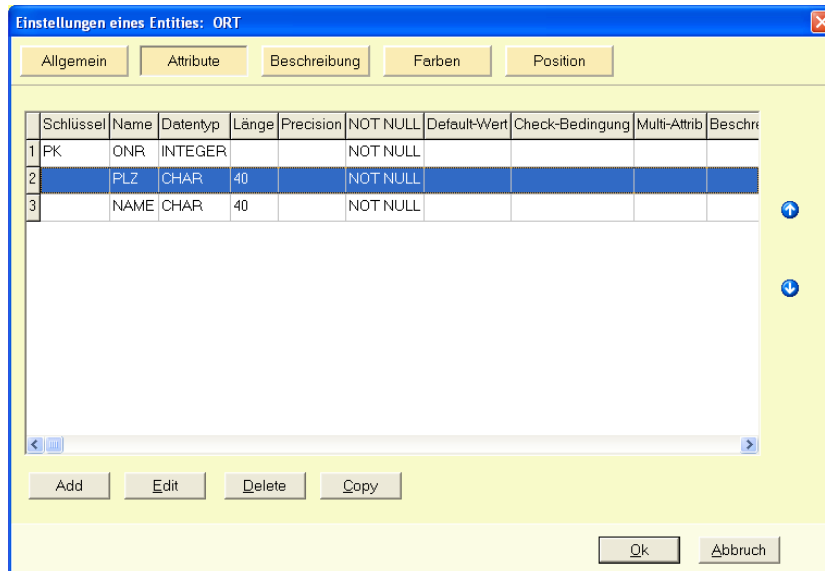 Einstellungen eines Entities: ORT
Allgemein Attribute Beschreibung Farben Position
Schlüssel Name Datentyp Länge Precision NOT NULL Default-Wert Check-Bedingung Multi-Attrib Beschre
1 PK ONR INTEGER NOT NULL
2 PLZ CHAR 40 NOT NULL
3 NAME CHAR 40 NOT NULL
Add Edit Delete Copy
Ok Abbruch